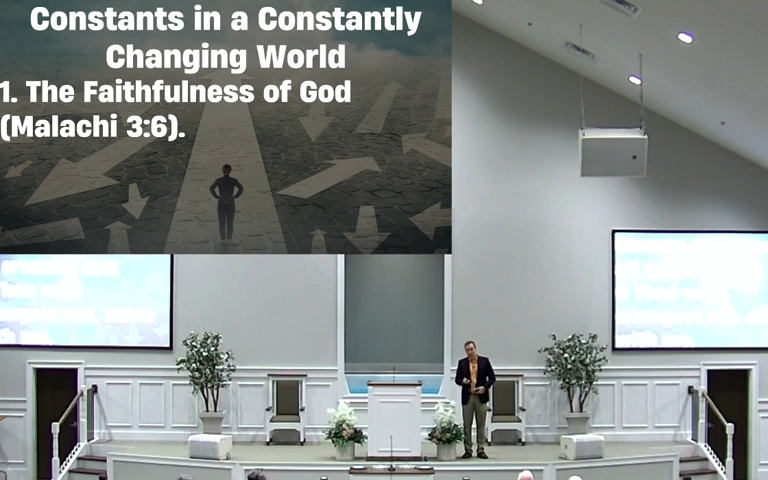 Constants in a Constantly
Changing World
1. The Faithfulness of God
(Malachi 3:6).